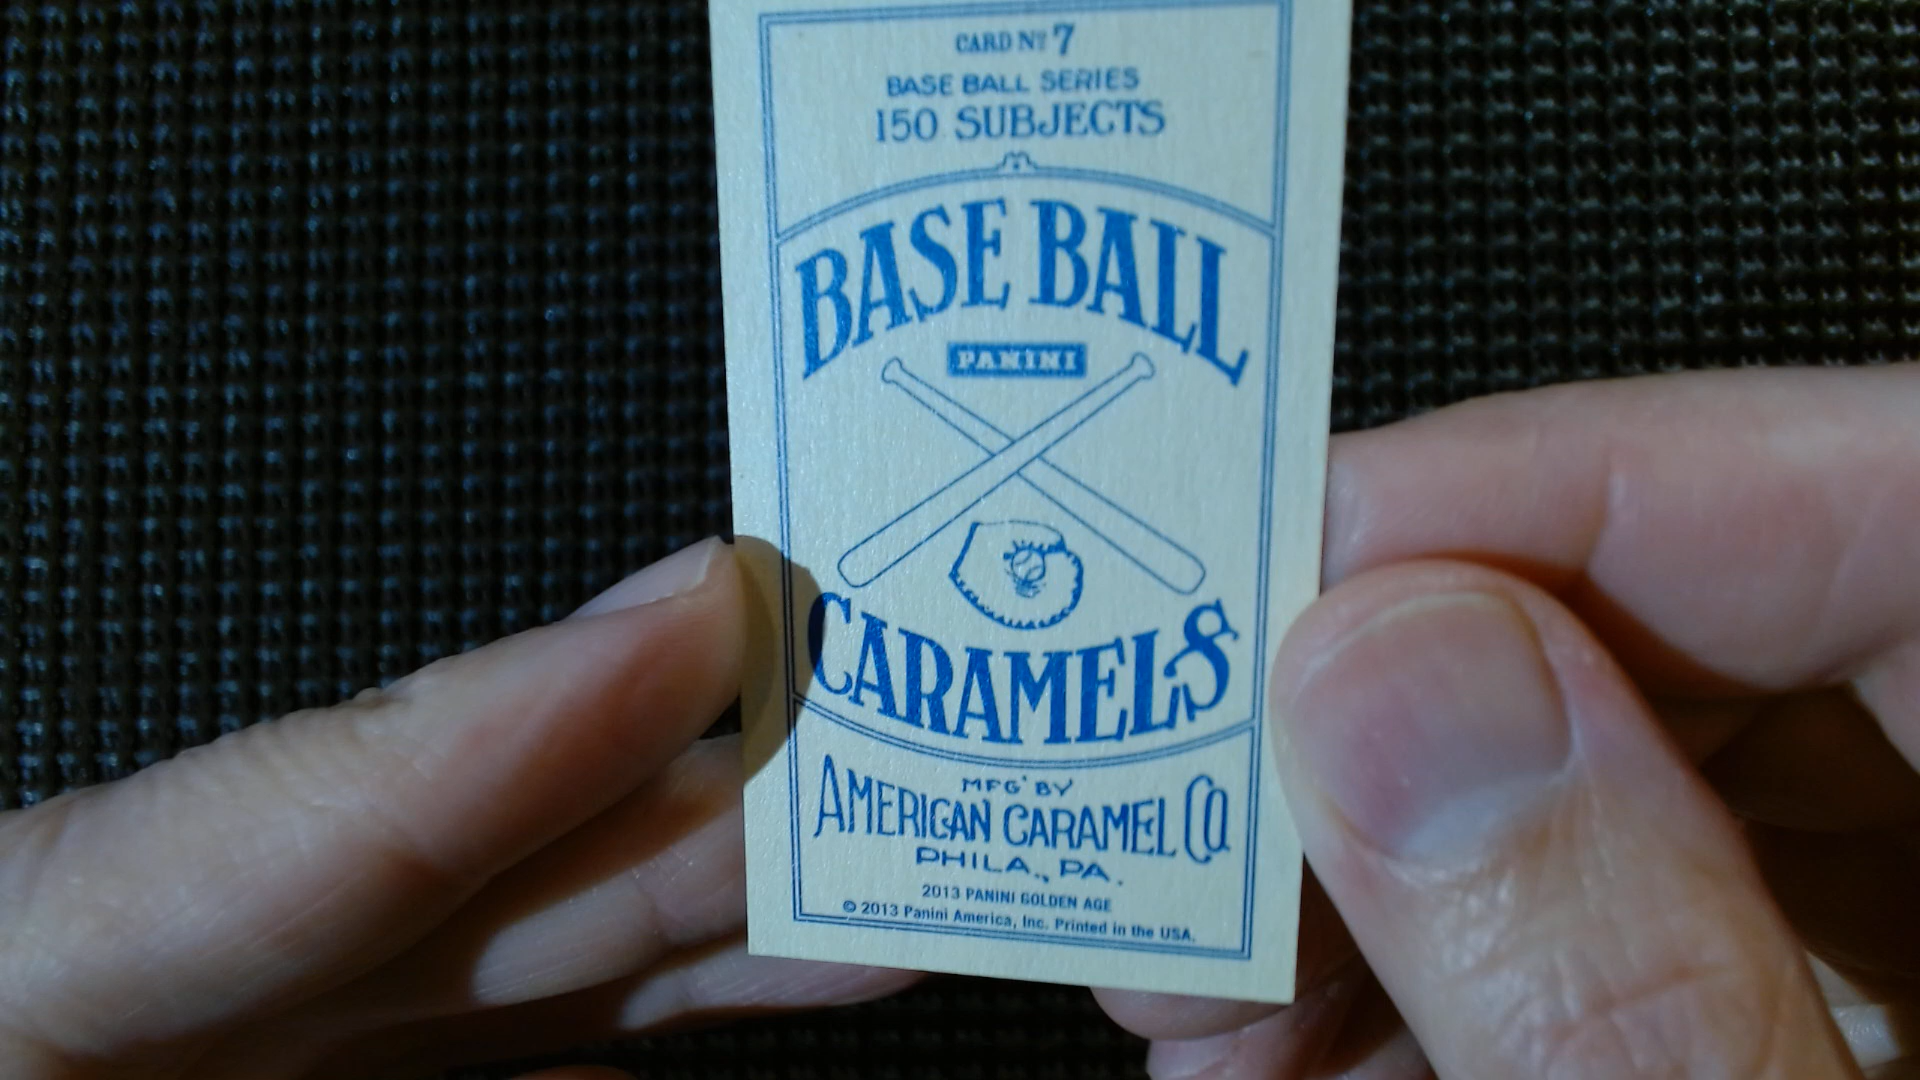 CARD Nº 7
BASE BALL SERIES
150 SUBJECTS
BASE BALL
PANINI
CARAMELS
MFG' BY
AMERICAN CARAMEL CO
PHILA., PA.
2013 PANINI GOLDEN AGE
© 2013 Panini America, Inc. Printed in the USA.